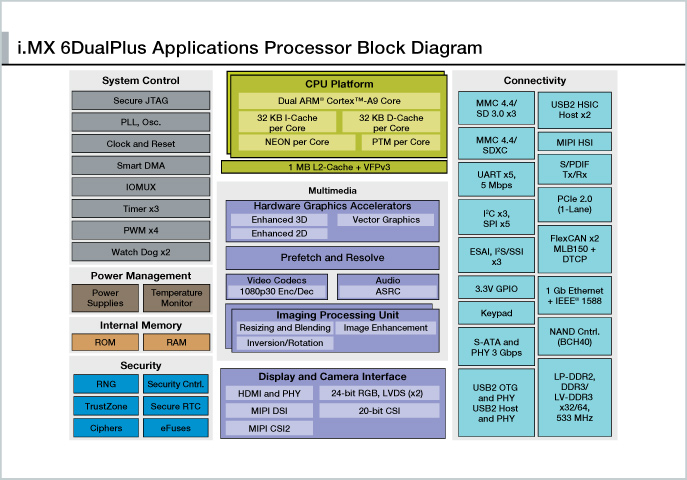 i.MX 6DualPlus Applications Processor Block Diagram
System Control
Secure JTAG
PLL, Osc.
Clock and Reset
Smart DMA
IOMUX
Timer x3
PWM x4
Watch Dog x2
Power Management
Power
Supplies
Temperature
Monitor
Internal Memory
ROM
RAM
Security
RNG
Security Cntrl.
TrustZone
Secure RTC
Ciphers
eFuses
CPU Platform
Dual ARM® Cortex™-A9 Core
32 KB I-Cache
per Core
32 KB D-Cache
per Core
NEON per Core
PTM per Core
1 MB L2-Cache + VFPv3
Multimedia
Hardware Graphics Accelerators
Enhanced 3D
Vector Graphics
Enhanced 2D
Prefetch and Resolve
Video Codecs
1080p30 Enc/Dec
Audio
ASRC
Imaging Processing Unit
Resizing and Blending
Image Enhancement
Inversion/Rotation
Display and Camera Interface
HDMI and PHY
24-bit RGB, LVDS (x2)
MIPI DSI
20-bit CSI
MIPI CSI2
Connectivity
MMC 4.4/
SD 3.0 x3
MMC 4.4/
SDXC
UART x5,
5 Mbps
I²C x3,
SPI x5
ESAI, I²S/SSI
x3
3.3V GPIO
Keypad
S-ATA and
PHY 3 Gbps
USB2 OTG
and PHY
USB2 Host
and PHY
USB2 HSIC
Host x2
MIPI HSI
S/PDIF
Tx/Rx
PCIe 2.0
(1-Lane)
FlexCAN x2
MLB150 +
DTCP
1 Gb Ethernet
+ IEEE® 1588
NAND Cntrl.
(BCH40)
LP-DDR2,
DDR3/
LV-DDR3
x32/64,
533 MHz